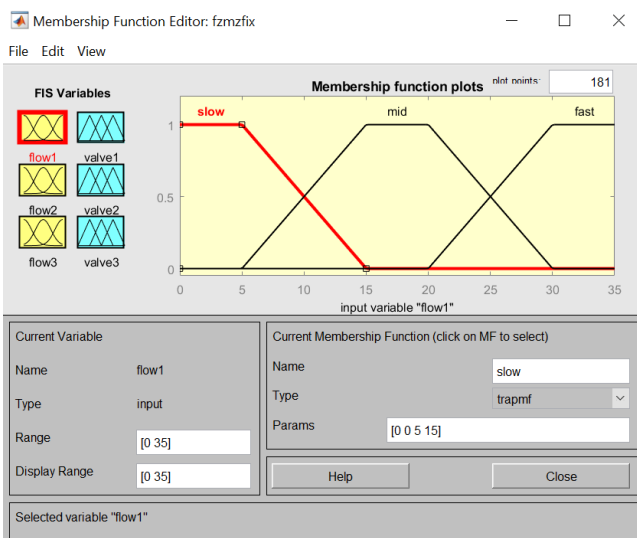 Membership Function Editor: fzmzfix
File Edit View
FIS Variables
flow1 valve1
flow2 valve2
flow3 valve3
Membership function plots plot points: 181
slow mid fast
1
0.5
0
0 5 10 15 20 25 30 35
input variable "flow1"
Current Variable
Name flow1
Type input
Range [0 35]
Display Range [0 35]
Current Membership Function (click on MF to select)
Name slow
Type trapmf
Params [0 0 5 15]
Help Close
Selected variable "flow1"